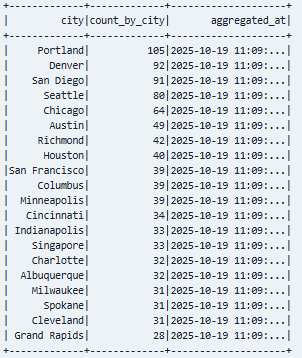 +-------------+-------------+--------------------+
|         city|count_by_city|       aggregated_at|
+-------------+-------------+--------------------+
|     Portland|          105|2025-10-19 11:09:...|
|       Denver|           92|2025-10-19 11:09:...|
|    San Diego|           91|2025-10-19 11:09:...|
|      Seattle|           80|2025-10-19 11:09:...|
|      Chicago|           64|2025-10-19 11:09:...|
|       Austin|           49|2025-10-19 11:09:...|
|     Richmond|           42|2025-10-19 11:09:...|
|      Houston|           40|2025-10-19 11:09:...|
|San Francisco|           39|2025-10-19 11:09:...|
|     Columbus|           39|2025-10-19 11:09:...|
|  Minneapolis|           39|2025-10-19 11:09:...|
|   Cincinnati|           34|2025-10-19 11:09:...|
| Indianapolis|           33|2025-10-19 11:09:...|
|    Singapore|           33|2025-10-19 11:09:...|
|    Charlotte|           32|2025-10-19 11:09:...|
|  Albuquerque|           32|2025-10-19 11:09:...|
|    Milwaukee|           31|2025-10-19 11:09:...|
|      Spokane|           31|2025-10-19 11:09:...|
|    Cleveland|           31|2025-10-19 11:09:...|
| Grand Rapids|           28|2025-10-19 11:09:...|
+-------------+-------------+--------------------+